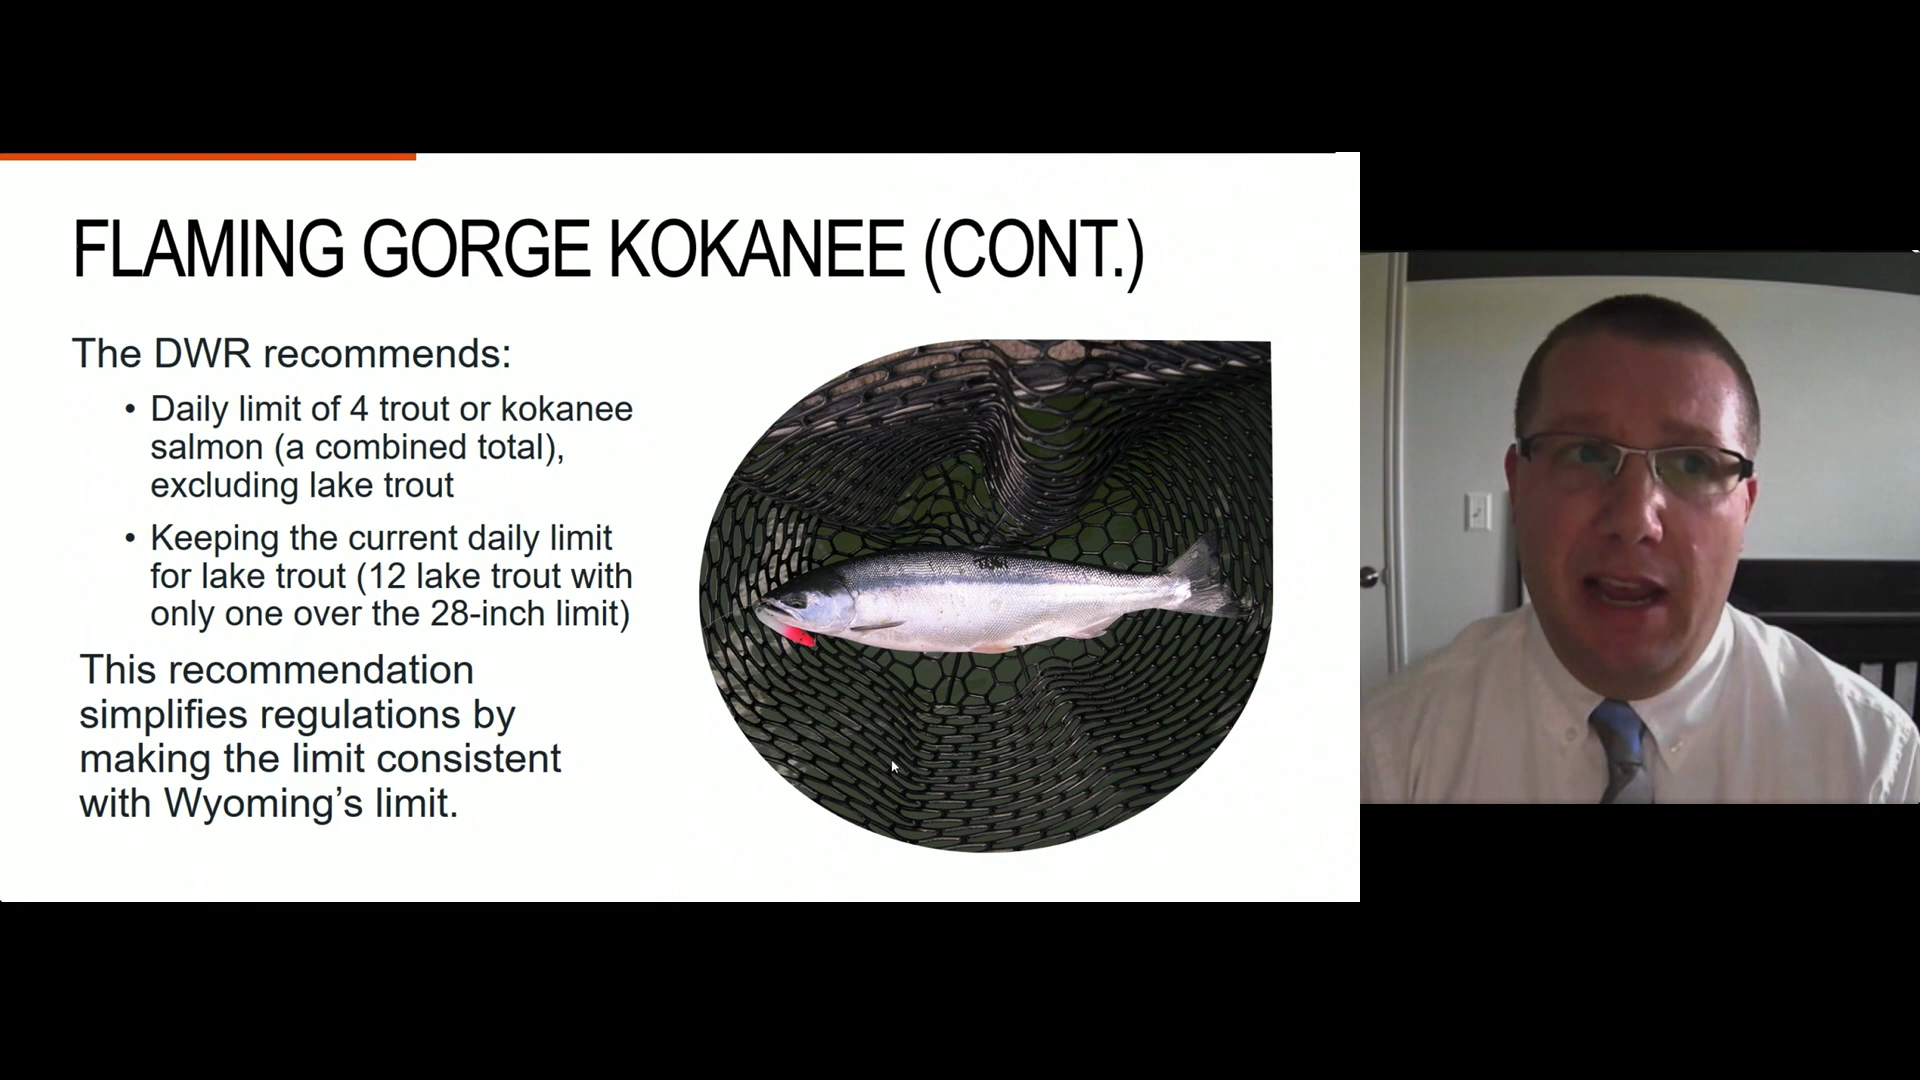 FLAMING GORGE KOKANEE (CONT.)
The DWR recommends:
• Daily limit of 4 trout or kokanee
salmon (a combined total),
excluding lake trout
• Keeping the current daily limit
for lake trout (12 lake trout with
only one over the 28-inch limit)
This recommendation
simplifies regulations by
making the limit consistent
with Wyoming’s limit.